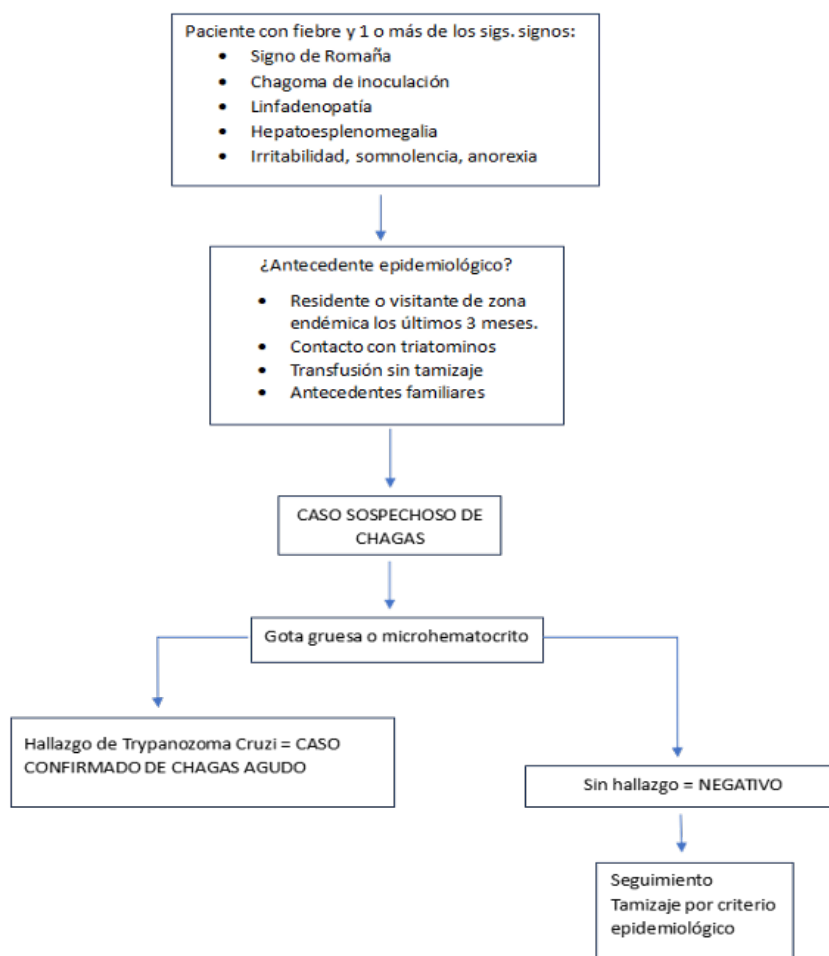 Paciente con fiebre y 1 o más de los sigs. signos:
• Signo de Romaña
• Chagoma de inoculación
• Linfadenopatía
• Hepatoesplenomegalia
• Irritabilidad, somnolencia, anorexia
¿Antecedente epidemiológico?
• Residente o visitante de zona
endémica los últimos 3 meses.
• Contacto con triatominos
• Transfusión sin tamizaje
• Antecedentes familiares
CASO SOSPECHOSO DE
CHAGAS
Gota gruesa o microhematocrito
Hallazgo de Trypanozoma Cruzi = CASO
CONFIRMADO DE CHAGAS AGUDO
Sin hallazgo = NEGATIVO
Seguimiento
Tamizaje por criterio
epidemiológico